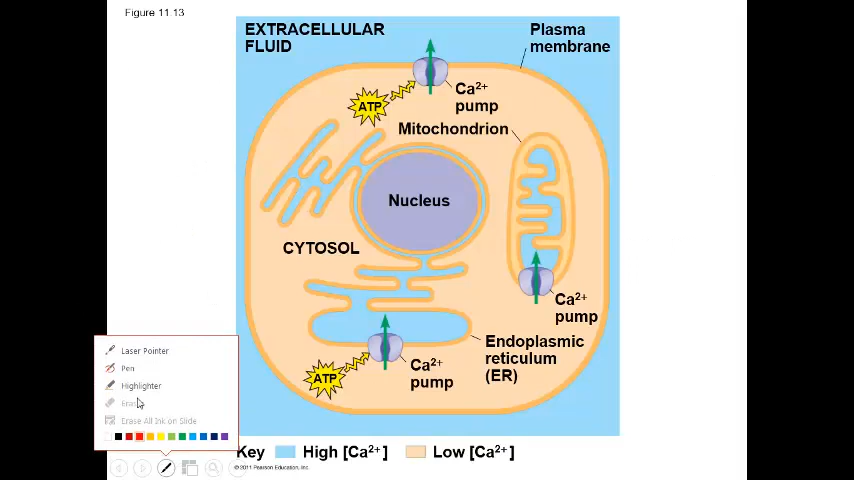 Figure 11.13
EXTRACELLULAR
FLUID
Plasma
membrane
Ca²⁺
pump
ATP
Mitochondrion
Nucleus
CYTOSOL
Ca²⁺
pump
Endoplasmic
reticulum
(ER)
Ca²⁺
pump
ATP
Laser Pointer
Pen
Highlighter
Erase All Ink on Slide
Key High [Ca²⁺] Low [Ca²⁺]
© 2011 Pearson Education, Inc.